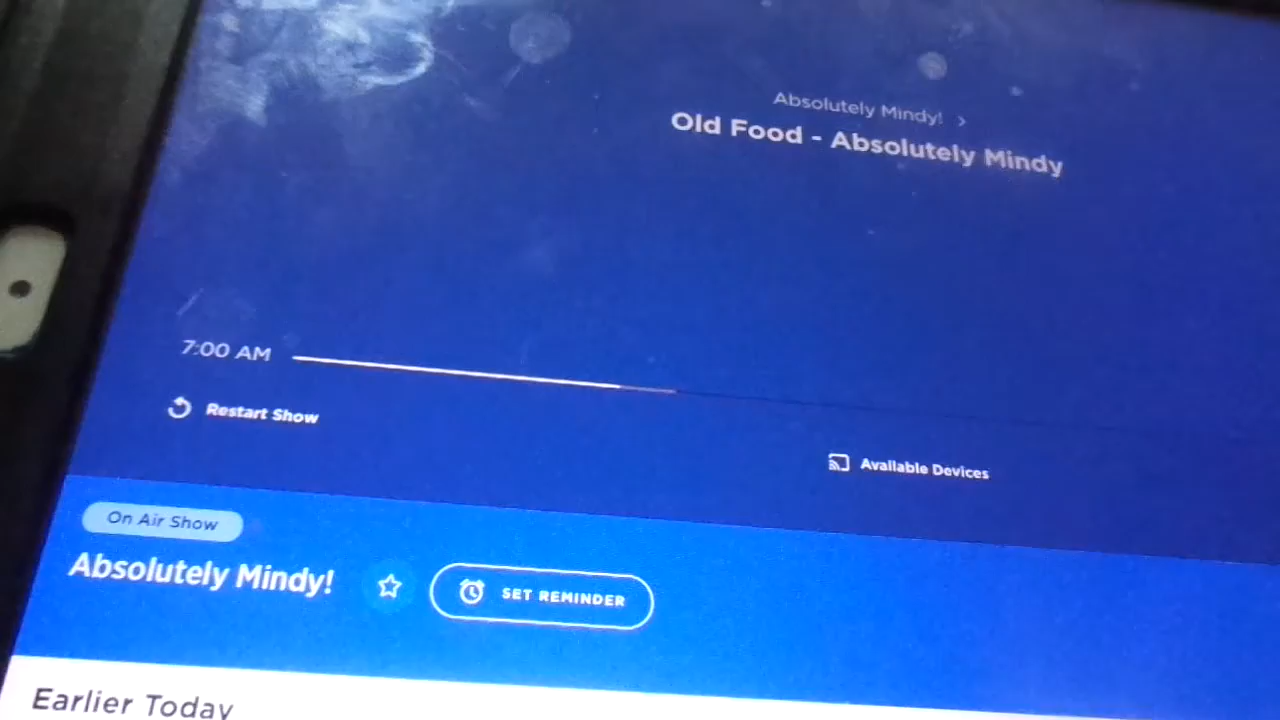 Absolutely Mindy! >
Old Food - Absolutely Mindy
7:00 AM
Restart Show
Available Devices
On Air Show
Absolutely Mindy!
SET REMINDER
Earlier Today